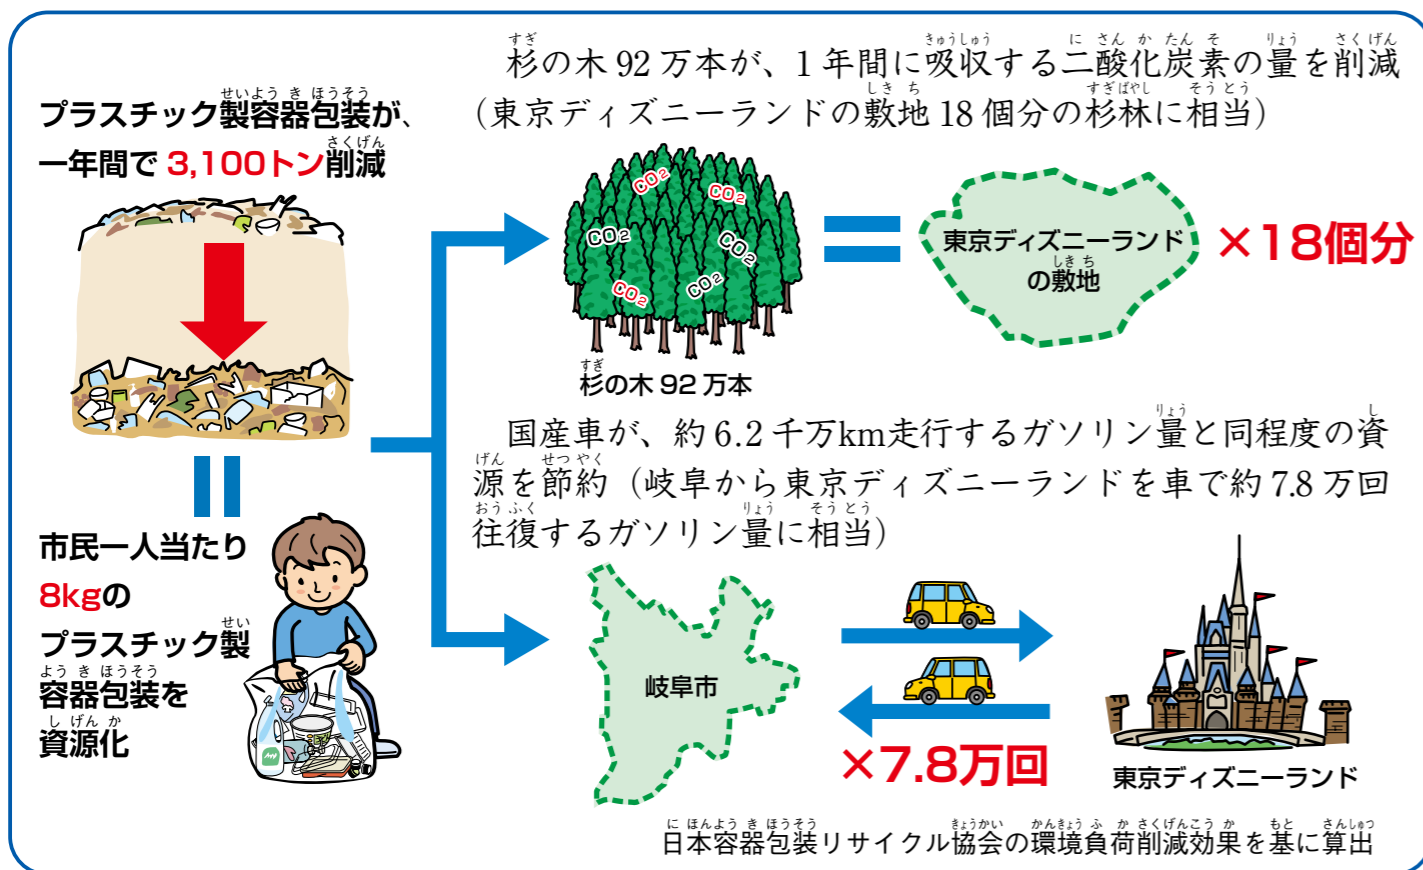 プラスチック製容器包装が、
一年間で 3,100トン削減
市民一人当たり
8kgの
プラスチック製
容器包装を
資源化
杉の木 92 万本が、1 年間に吸収する二酸化炭素の量を削減
（東京ディズニーランドの敷地 18 個分の杉林に相当）
CO₂
CO₂
CO₂
CO₂
CO₂
CO₂
杉の木 92 万本
東京ディズニーランド
の敷地
×18個分
国産車が、約 6.2 千万km走行するガソリン量と同程度の資
源を節約（岐阜から東京ディズニーランドを車で約 7.8 万回
往復するガソリン量に相当）
岐阜市
×7.8万回
東京ディズニーランド
日本容器包装リサイクル協会の環境負荷削減効果を基に算出